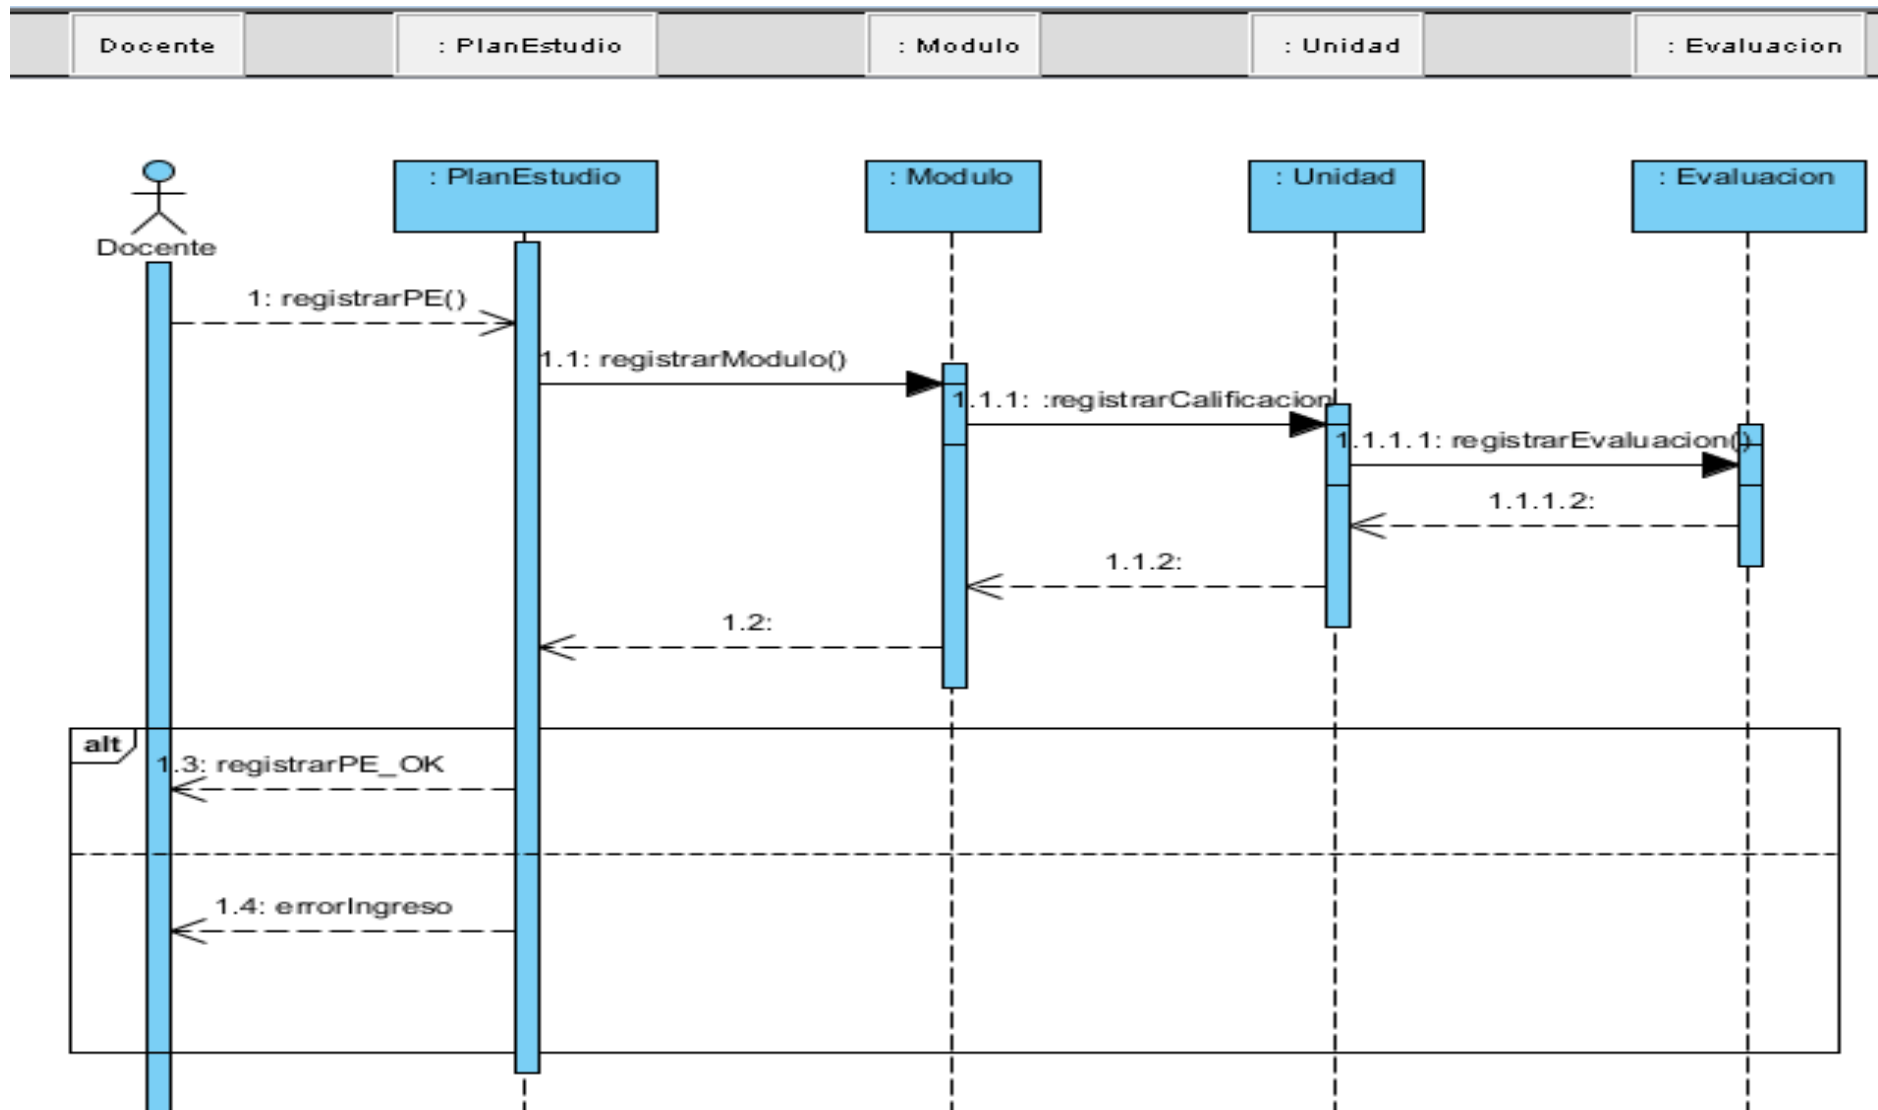 Docente
: PlanEstudio
: Modulo
: Unidad
: Evaluacion
: PlanEstudio
: Modulo
: Unidad
: Evaluacion
Docente
1: registrarPE()
1.1: registrarModulo()
1.1.1: :registrarCalificacion
1.1.1.1: registrarEvaluacion()
1.1.1.2:
1.1.2:
1.2:
alt
1.3: registrarPE_OK
1.4: errorIngreso